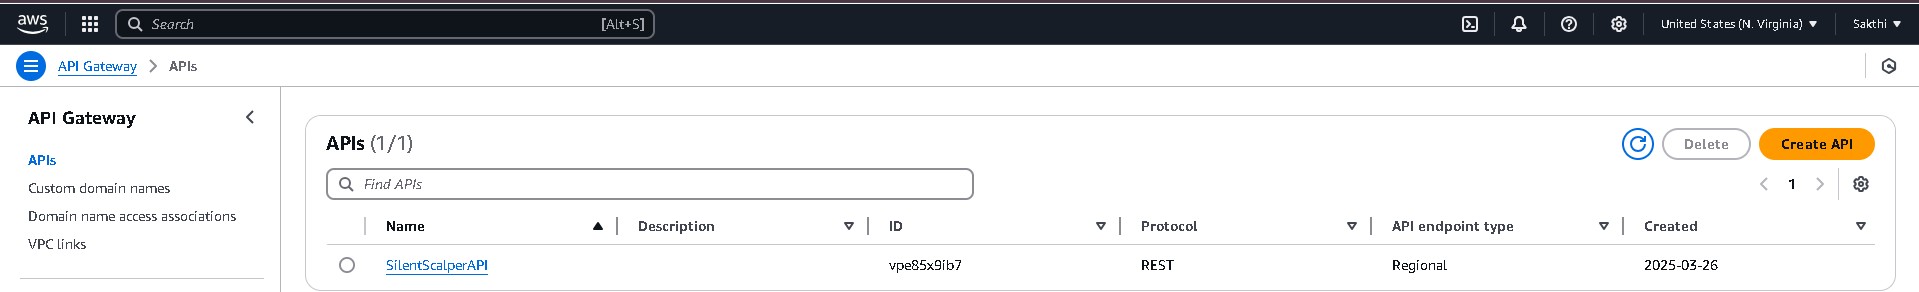 aws Search [Alt+S] United States (N. Virginia) Sakthi
API Gateway APIs
API Gateway
APIs
Custom domain names
Domain name access associations
VPC links
APIs (1/1) Delete Create API
Find APIs 1
Name Description ID Protocol API endpoint type Created
SilentScalperAPI vpe85x9ib7 REST Regional 2025-03-26